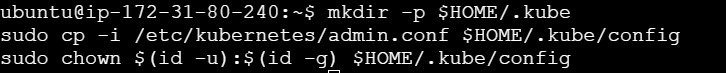 ubuntu@ip-172-31-80-240:~$ mkdir -p $HOME/.kube
sudo cp -i /etc/kubernetes/admin.conf $HOME/.kube/config
sudo chown $(id -u):$(id -g) $HOME/.kube/config